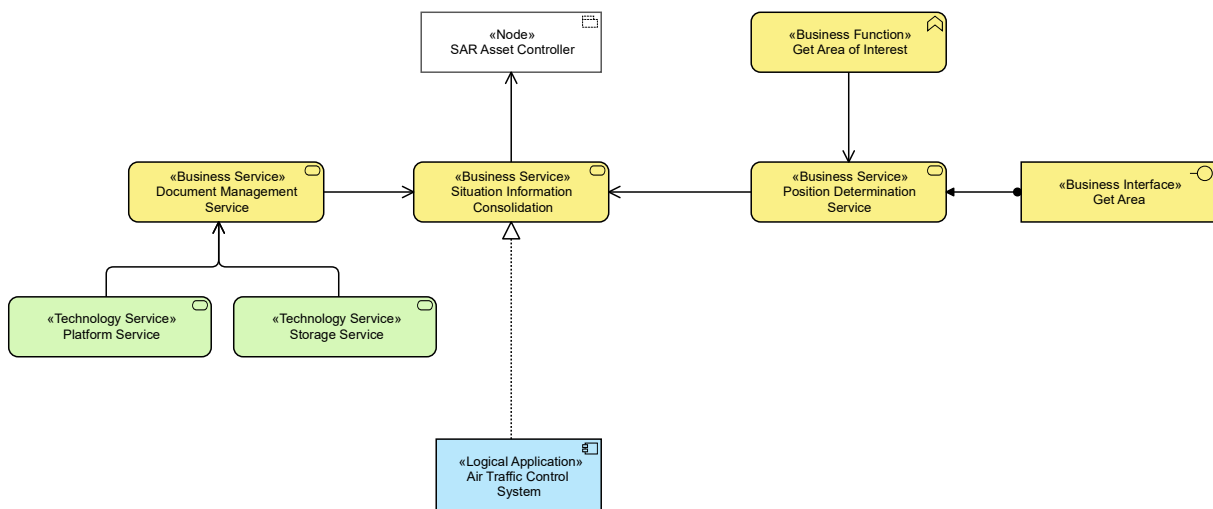 «Node»
SAR Asset Controller
«Business Function»
Get Area of Interest
«Business Service»
Document Management
Service
«Business Service»
Situation Information
Consolidation
«Business Service»
Position Determination
Service
«Business Interface»
Get Area
«Technology Service»
Platform Service
«Technology Service»
Storage Service
«Logical Application»
Air Traffic Control
System